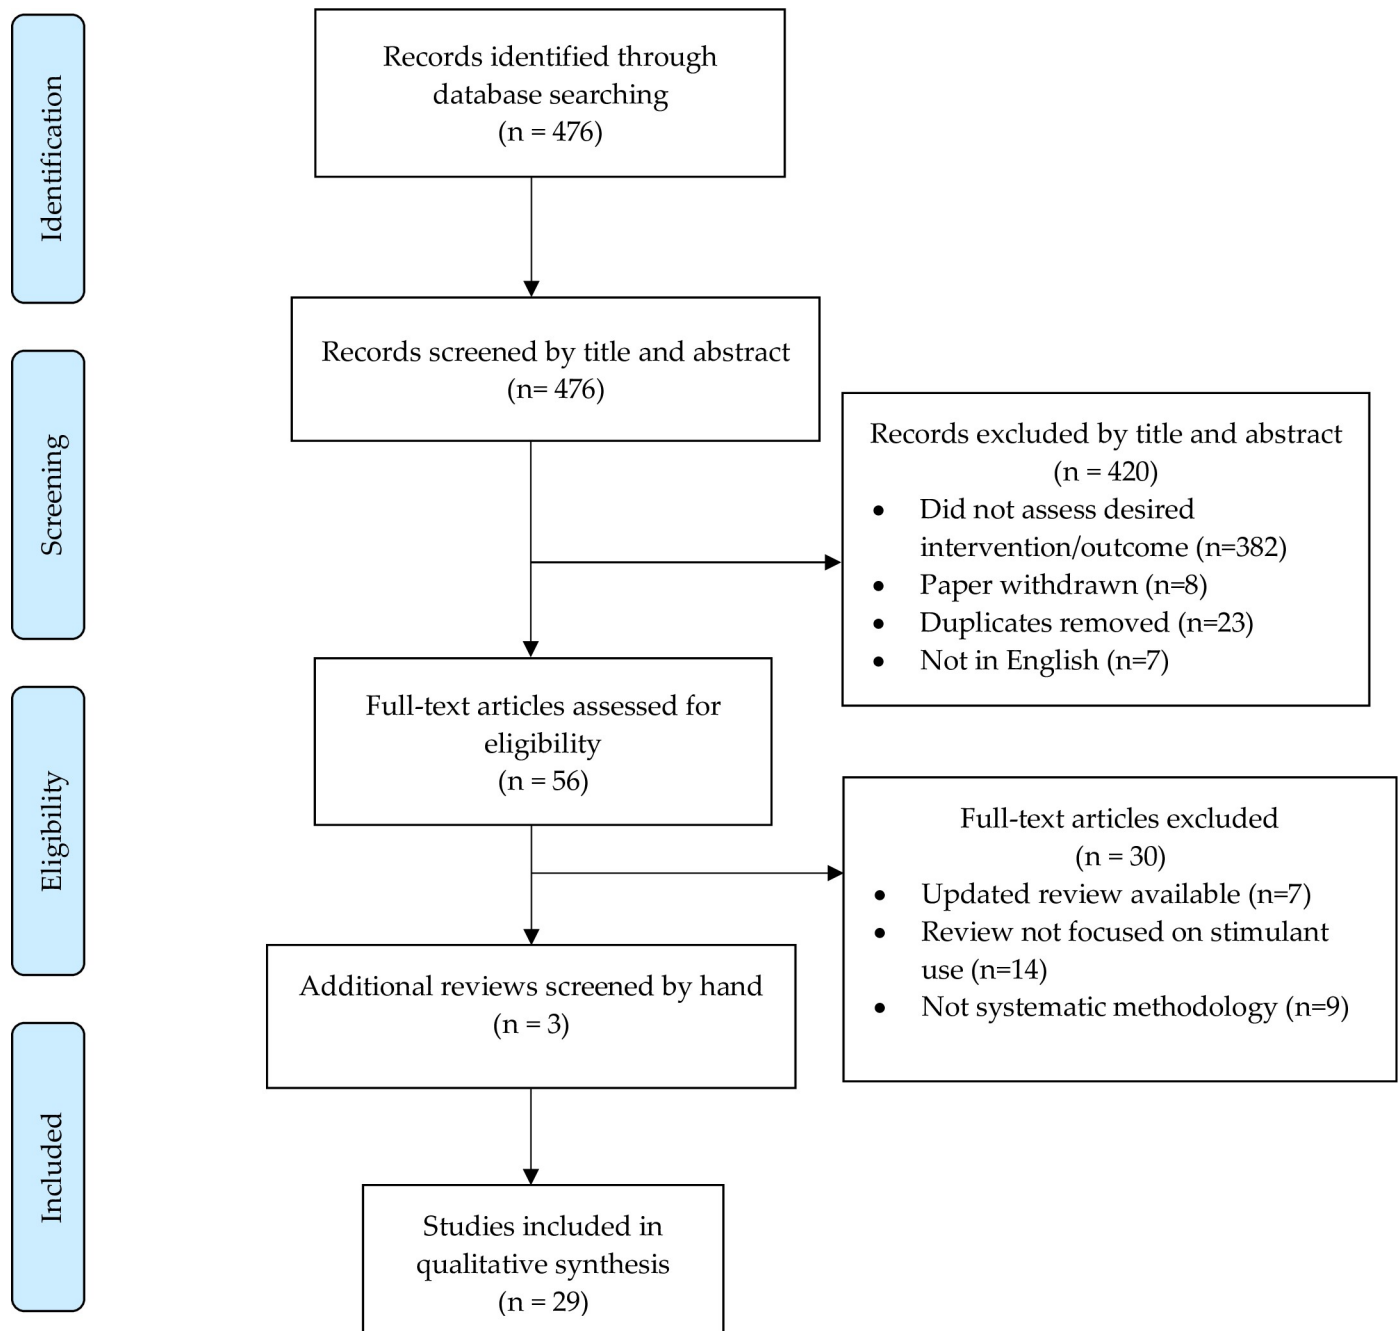 Identification
Records identified through
database searching
(n = 476)
Records screened by title and abstract
(n= 476)
Screening
Records excluded by title and abstract
(n = 420)
• Did not assess desired
intervention/outcome (n=382)
• Paper withdrawn (n=8)
• Duplicates removed (n=23)
• Not in English (n=7)
Full-text articles assessed for
eligibility
(n = 56)
Eligibility
Full-text articles excluded
(n = 30)
• Updated review available (n=7)
• Review not focused on stimulant
use (n=14)
• Not systematic methodology (n=9)
Additional reviews screened by hand
(n = 3)
Included
Studies included in
qualitative synthesis
(n = 29)